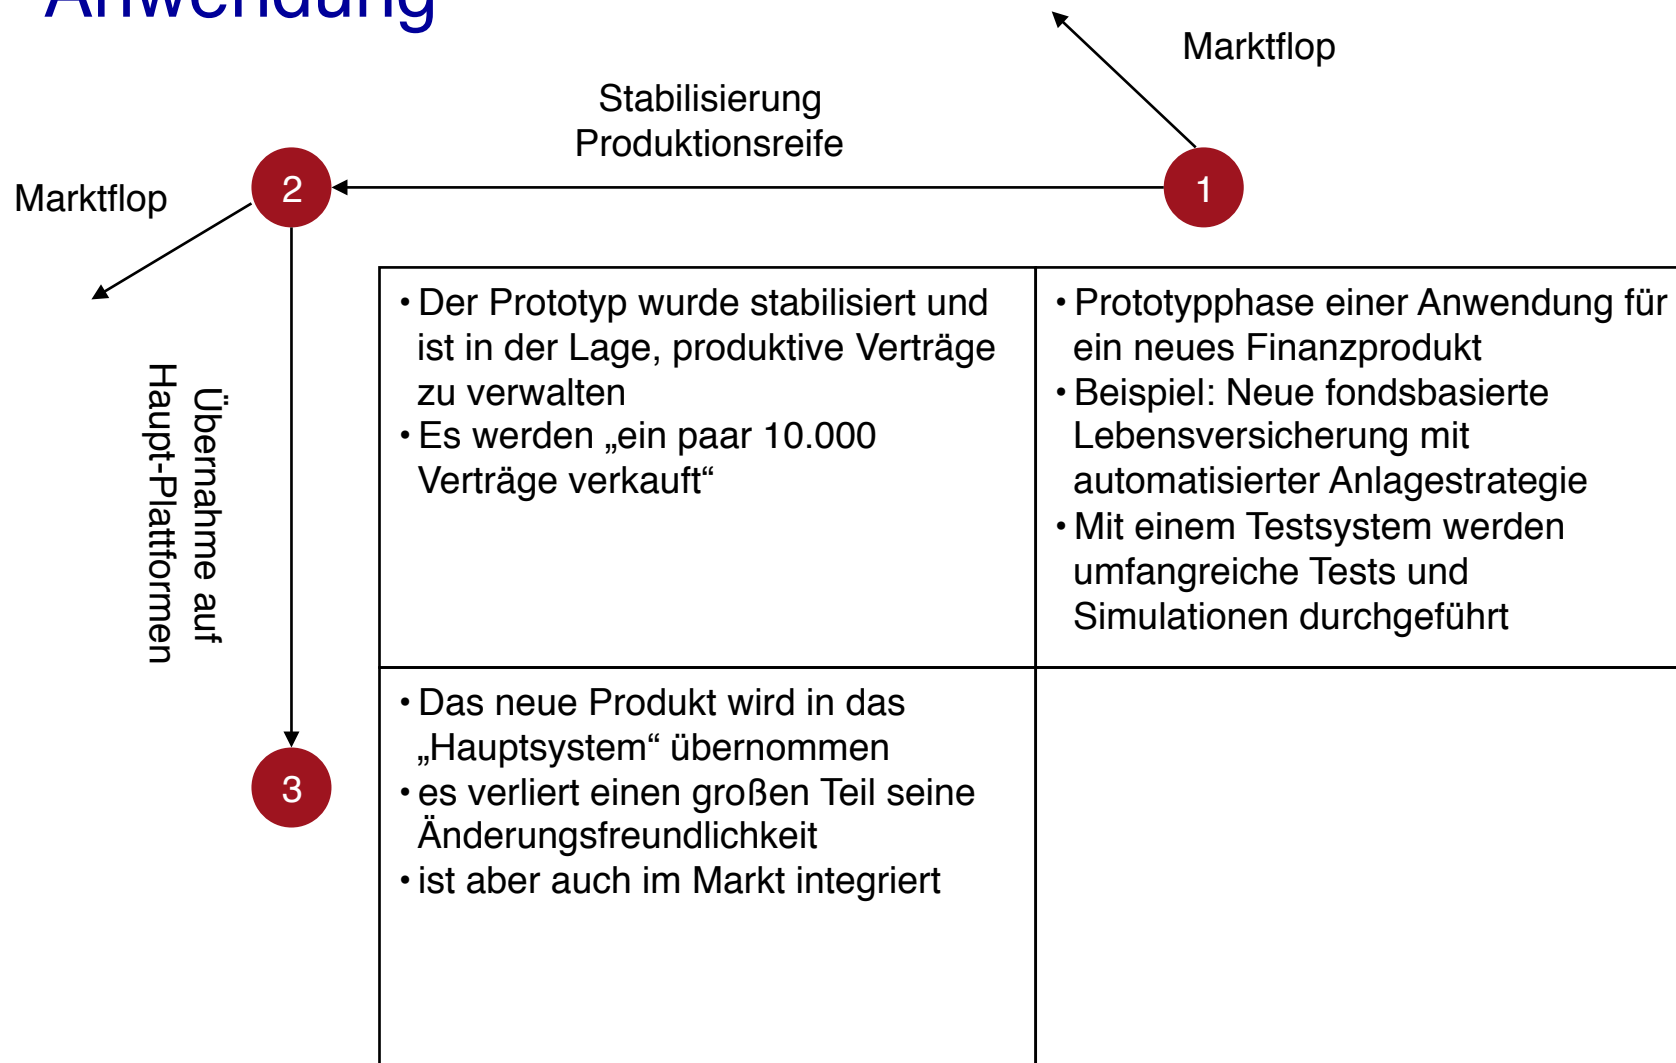 Anwendung
Marktflop
Stabilisierung
Produktionsreife
Marktflop
2
1
Übernahme auf
Haupt-Plattformen
• Der Prototyp wurde stabilisiert und
ist in der Lage, produktive Verträge
zu verwalten
• Es werden „ein paar 10.000
Verträge verkauft“
• Prototypphase einer Anwendung für
ein neues Finanzprodukt
• Beispiel: Neue fondsbasierte
Lebensversicherung mit
automatisierter Anlagestrategie
• Mit einem Testsystem werden
umfangreiche Tests und
Simulationen durchgeführt
3
• Das neue Produkt wird in das
„Hauptsystem“ übernommen
• es verliert einen großen Teil seine
Änderungsfreundlichkeit
• ist aber auch im Markt integriert